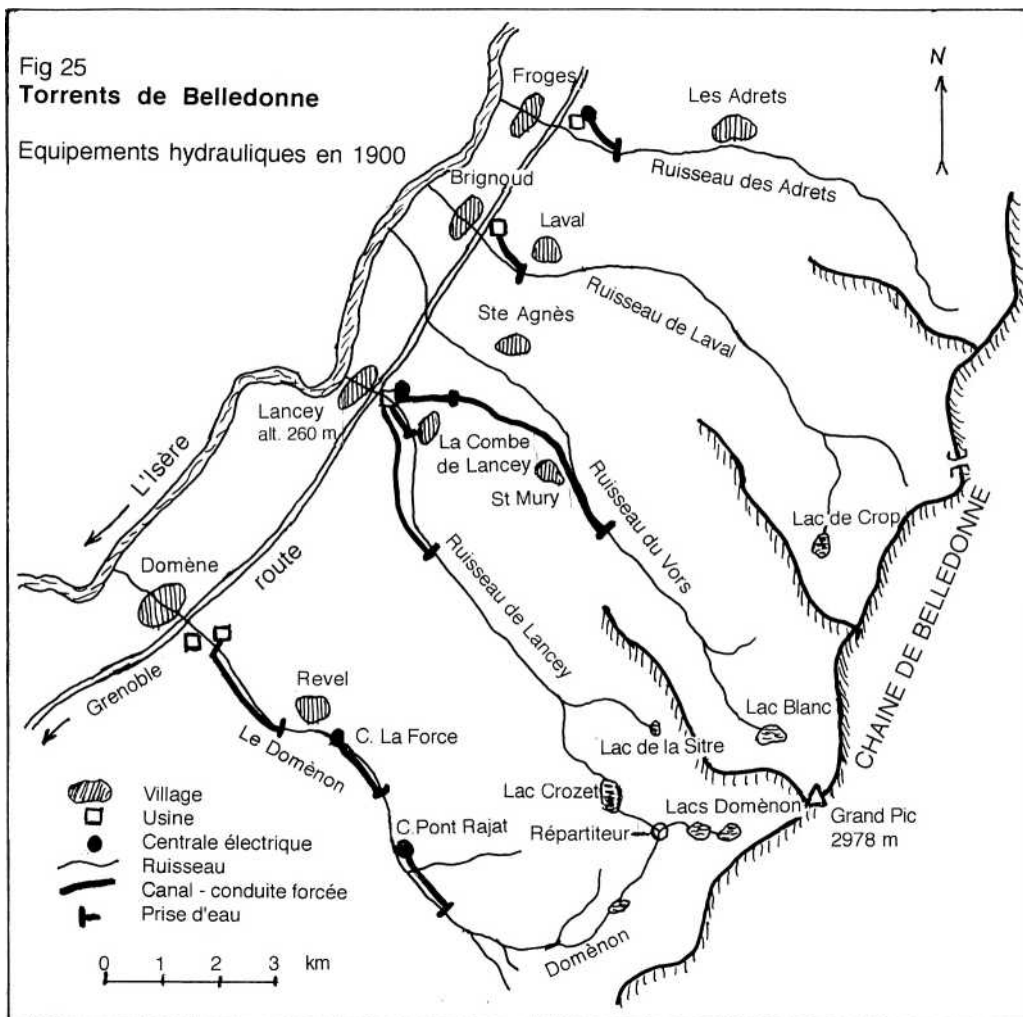 Fig 25
Torrents de Belledonne
Equipements hydrauliques en 1900
N
Froges
Les Adrets
Ruisseau des Adrets
Brignoud
Laval
Ruisseau de Laval
Ste Agnès
Lancey
alt. 260 m
La Combe
de Lancey
St Mury
Ruisseau du Vors
L'Isère
Lac de Crop
CHAINE DE BELLEDONNE
Domène
route
Ruisseau de Lancey
Grenoble
Revel
C. La Force
Le Domènon
Lac Blanc
Lac de la Sitre
Lac Crozet
Lacs Domènon
Répartiteur
Grand Pic
2978 m
C.Pont Rajat
Domènon
Village
Usine
Centrale électrique
Ruisseau
Canal - conduite forcée
Prise d'eau
0 1 2 3 km